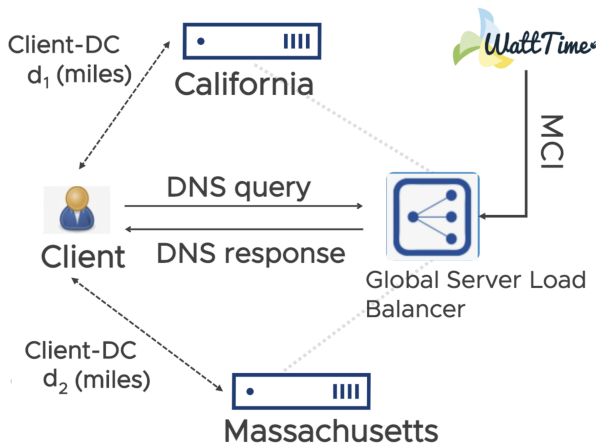 Client-DC
d₁ (miles)
California
WattTime
MCI
DNS query
Client
DNS response
Global Server Load
Balancer
Client-DC
d₂ (miles)
Massachusetts